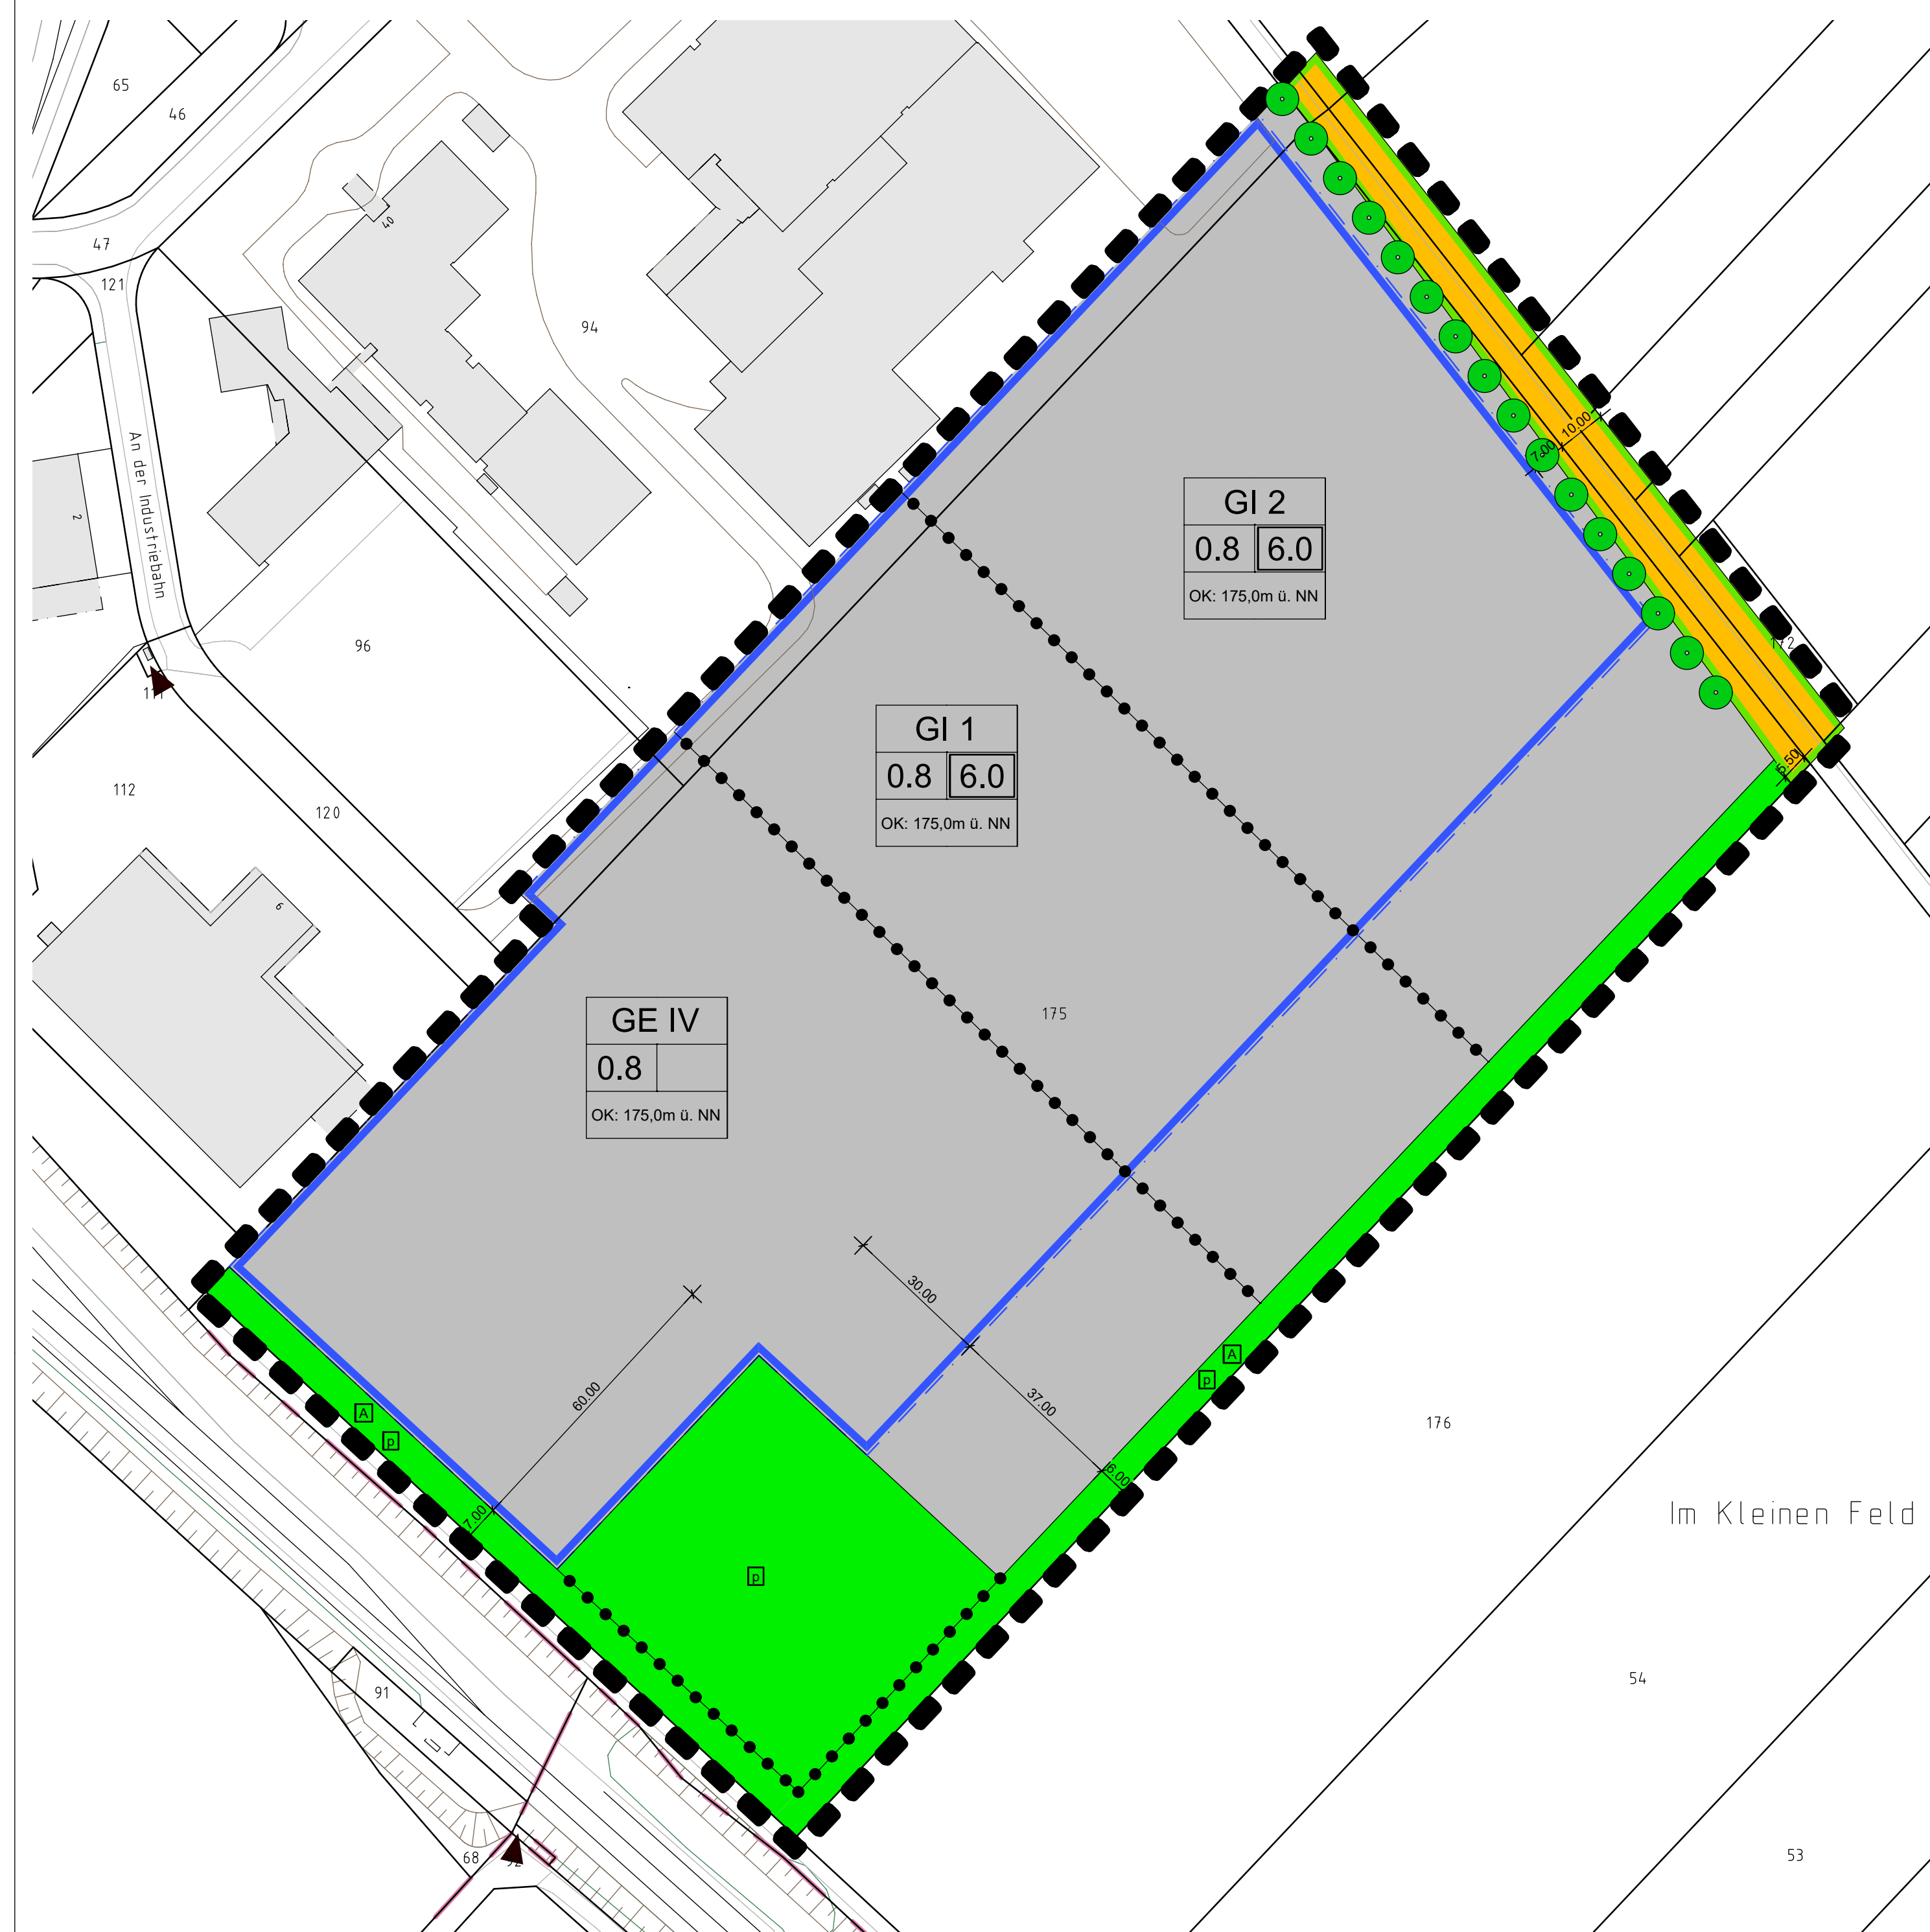 65
46
47
121
40
94
An der Industriebahn
2
96
112
120
6
GI 2
0.8 6.0
OK: 175,0m ü. NN
GI 1
0.8 6.0
OK: 175,0m ü. NN
GE IV
0.8
OK: 175,0m ü. NN
10.00
7.00
172
5.50
175
30.00
37.00
6.00
60.00
7.00
A
p
A
p
p
176
Im Kleinen Feld
54
53
91
68